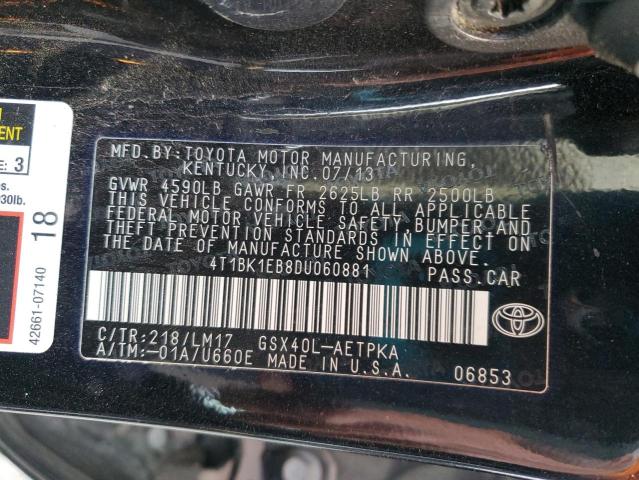 MFD.BY:TOYOTA MOTOR MANUFACTURING,
KENTUCKY,INC.07/13
GVWR 4590LB GAWR FR 2625LB RR 2500LB
THIS VEHICLE CONFORMS TO ALL APPLICABLE
FEDERAL MOTOR VEHICLE SAFETY, BUMPER, AND
THEFT PREVENTION STANDARDS IN EFFECT ON
THE DATE OF MANUFACTURE SHOWN ABOVE.
4T1BK1EB8DU060881 PASS.CAR
C/TR:218/LM17 GSX40L-AETPKA
A/TM:-01A/U660E MADE IN U.S.A. 06853
E: 3
30lb.
18
42661-07140